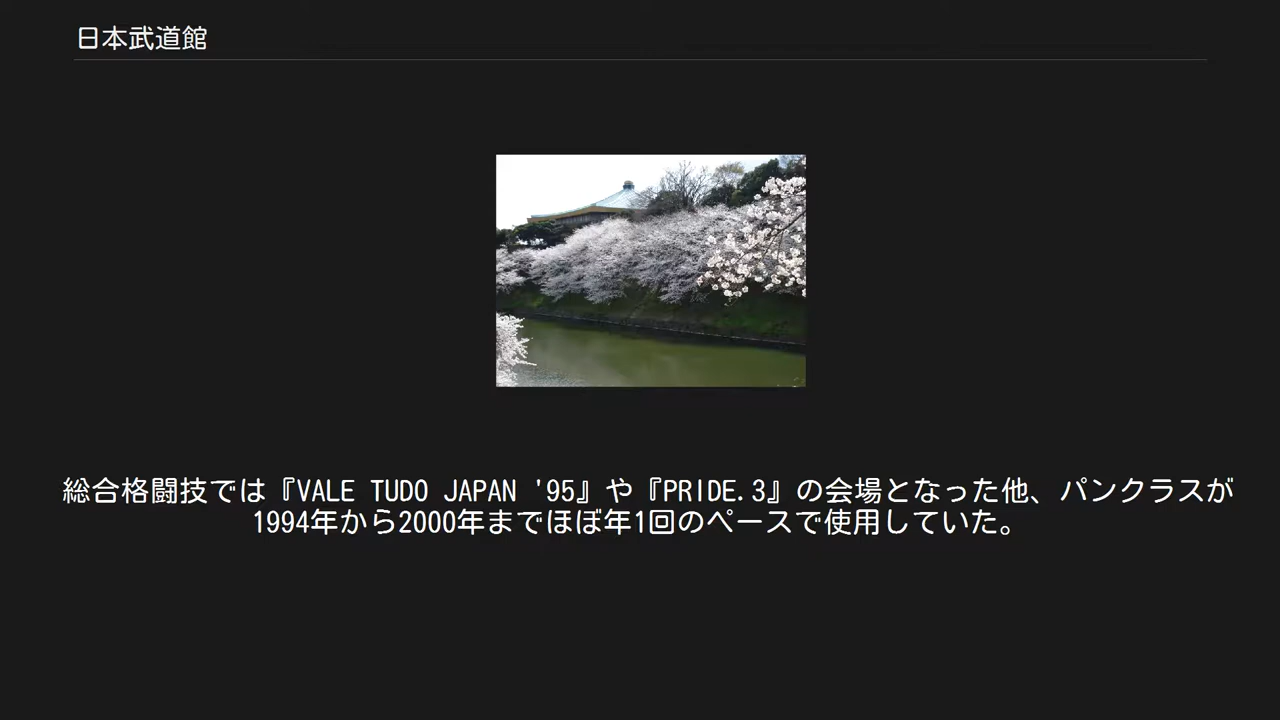 日本武道館
総合格闘技では『VALE TUDO JAPAN '95』や『PRIDE.3』の会場となった他、パンクラスが
1994年から2000年までほぼ年1回のペースで使用していた。